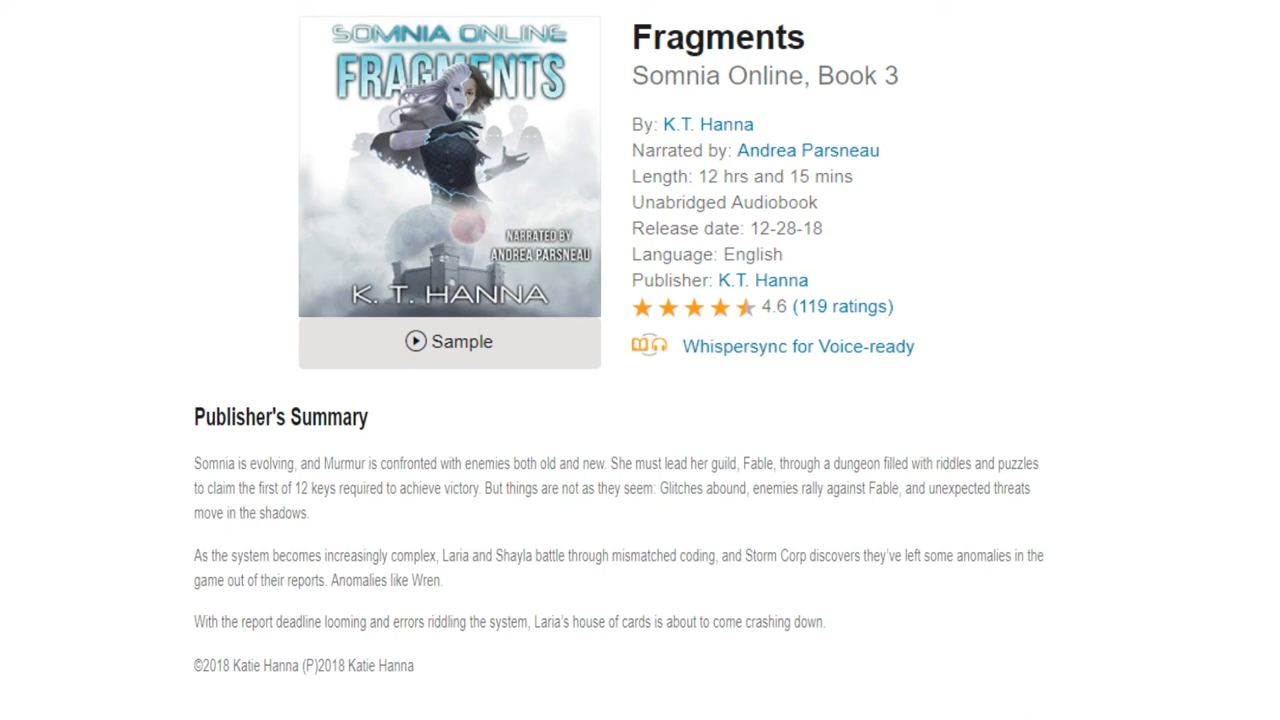 SOMNIA ONLINE
FRAGMENTS
NARRATED BY
ANDREA PARSNEAU
K. T. HANNA
Sample
Fragments
Somnia Online, Book 3
By: K.T. Hanna
Narrated by: Andrea Parsneau
Length: 12 hrs and 15 mins
Unabridged Audiobook
Release date: 12-28-18
Language: English
Publisher: K.T. Hanna
4.6 (119 ratings)
Whispersync for Voice-ready
Publisher's Summary
Somnia is evolving, and Murmur is confronted with enemies both old and new. She must lead her guild, Fable, through a dungeon filled with riddles and puzzles
to claim the first of 12 keys required to achieve victory. But things are not as they seem: Glitches abound, enemies rally against Fable, and unexpected threats
move in the shadows.
As the system becomes increasingly complex, Laria and Shayla battle through mismatched coding, and Storm Corp discovers they've left some anomalies in the
game out of their reports. Anomalies like Wren.
With the report deadline looming and errors riddling the system, Laria's house of cards is about to come crashing down.
©2018 Katie Hanna (P)2018 Katie Hanna